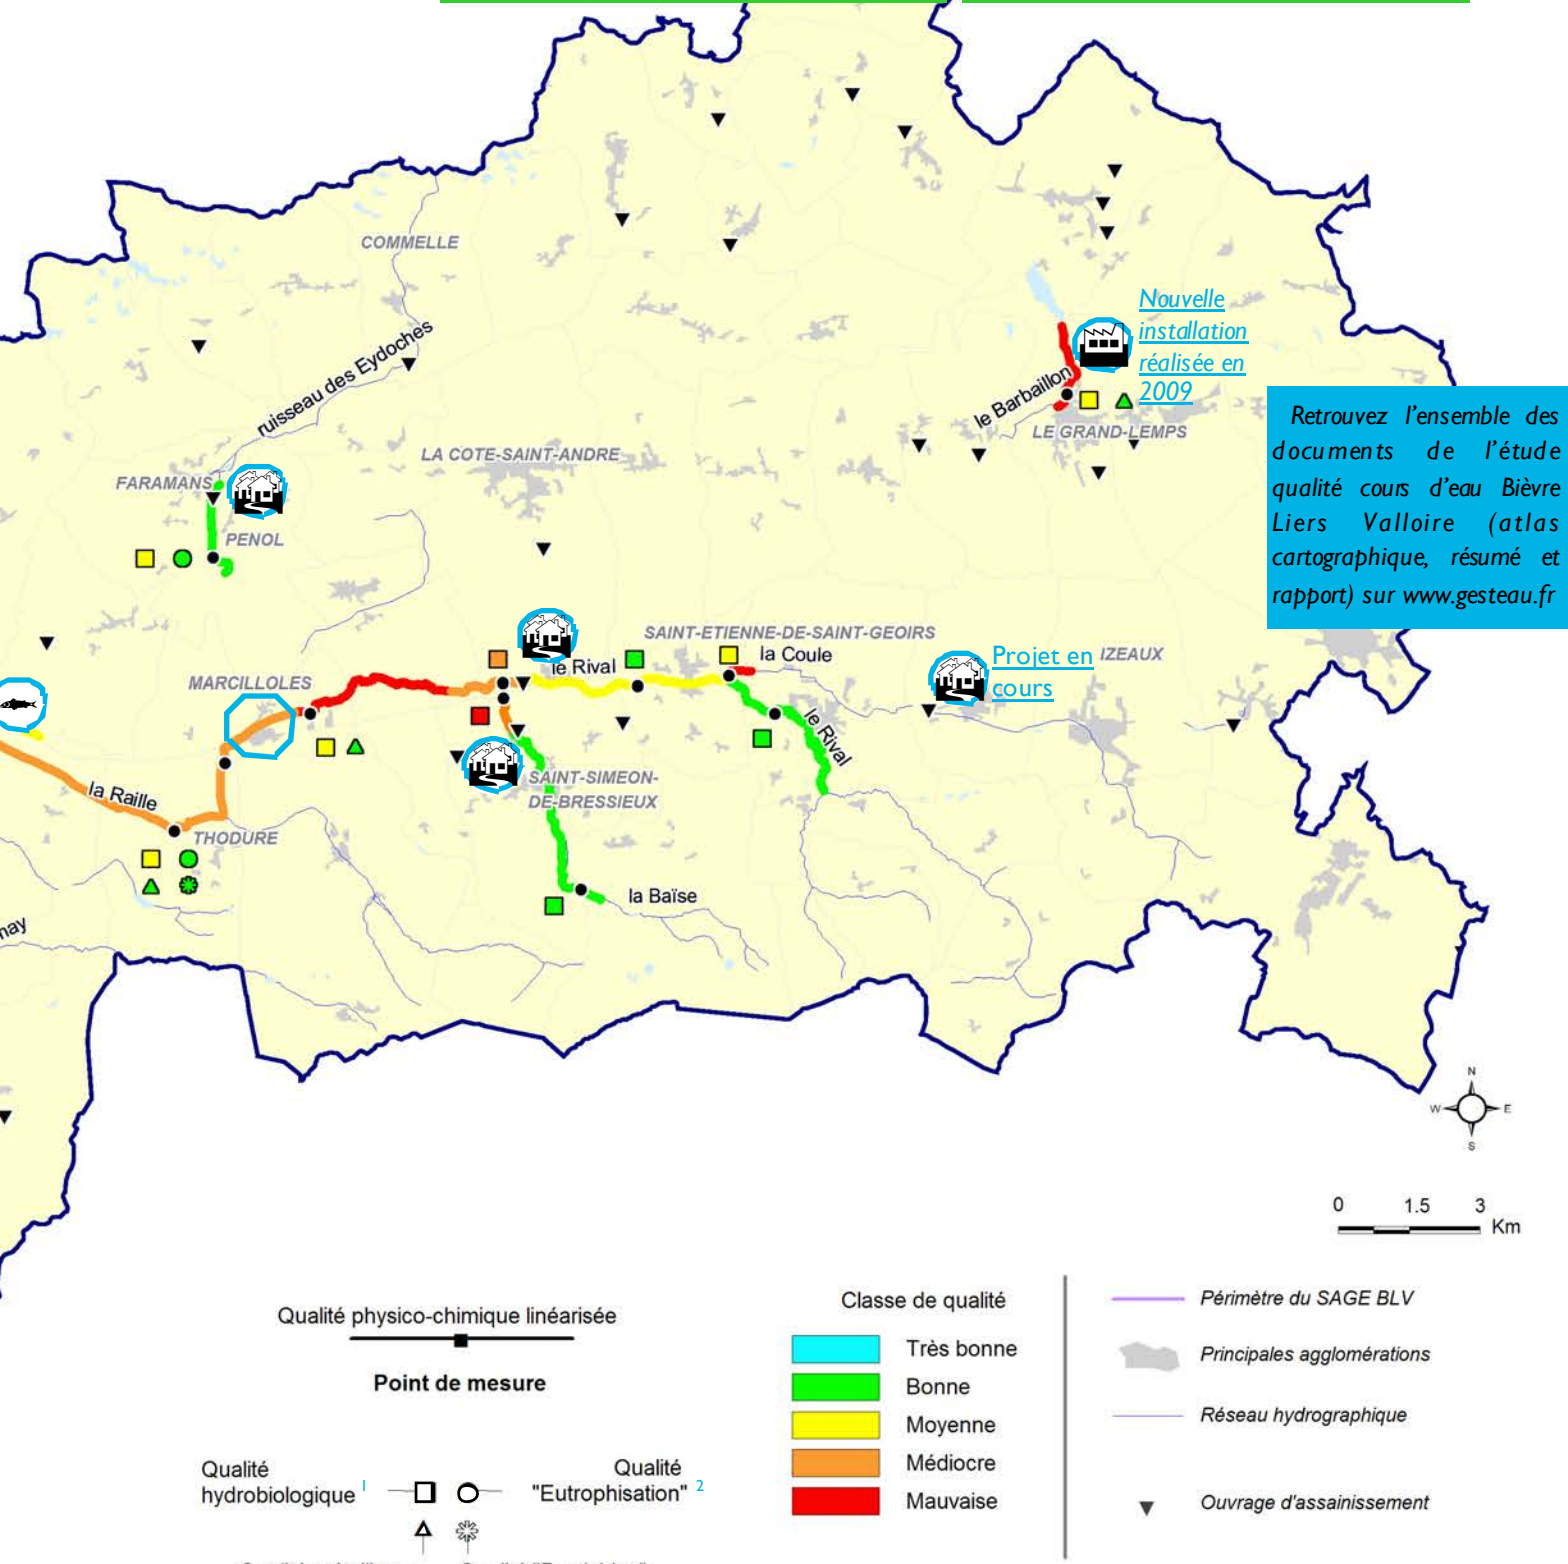 COMMELLE
ruisseau des Eydoches
Nouvelle
installation
réalisée en
2009
le Barbaillon
LE GRAND-LEMPS
Retrouvez l'ensemble des
documents de l'étude
qualité cours d'eau Bièvre
Liers Valloire (atlas
cartographique, résumé et
rapport) sur www.gesteau.fr
LA COTE-SAINT-ANDRE
FARAMANS
PENOL
SAINT-ETIENNE-DE-SAINT-GEOIRS
la Coule
le Rival
Projet en
cours
IZEAUX
MARCILLOLES
le Rival
SAINT-SIMEON-
DE-BRESSIEUX
la Raille
THODURE
la Baïse
nay
N
W
E
S
0 1.5 3
Km
Qualité physico-chimique linéarisée
Point de mesure
Qualité
hydrobiologique 1
Qualité
"Eutrophisation" 2
Classe de qualité
Très bonne
Bonne
Moyenne
Médiocre
Mauvaise
Périmètre du SAGE BLV
Principales agglomérations
Réseau hydrographique
Ouvrage d'assainissement